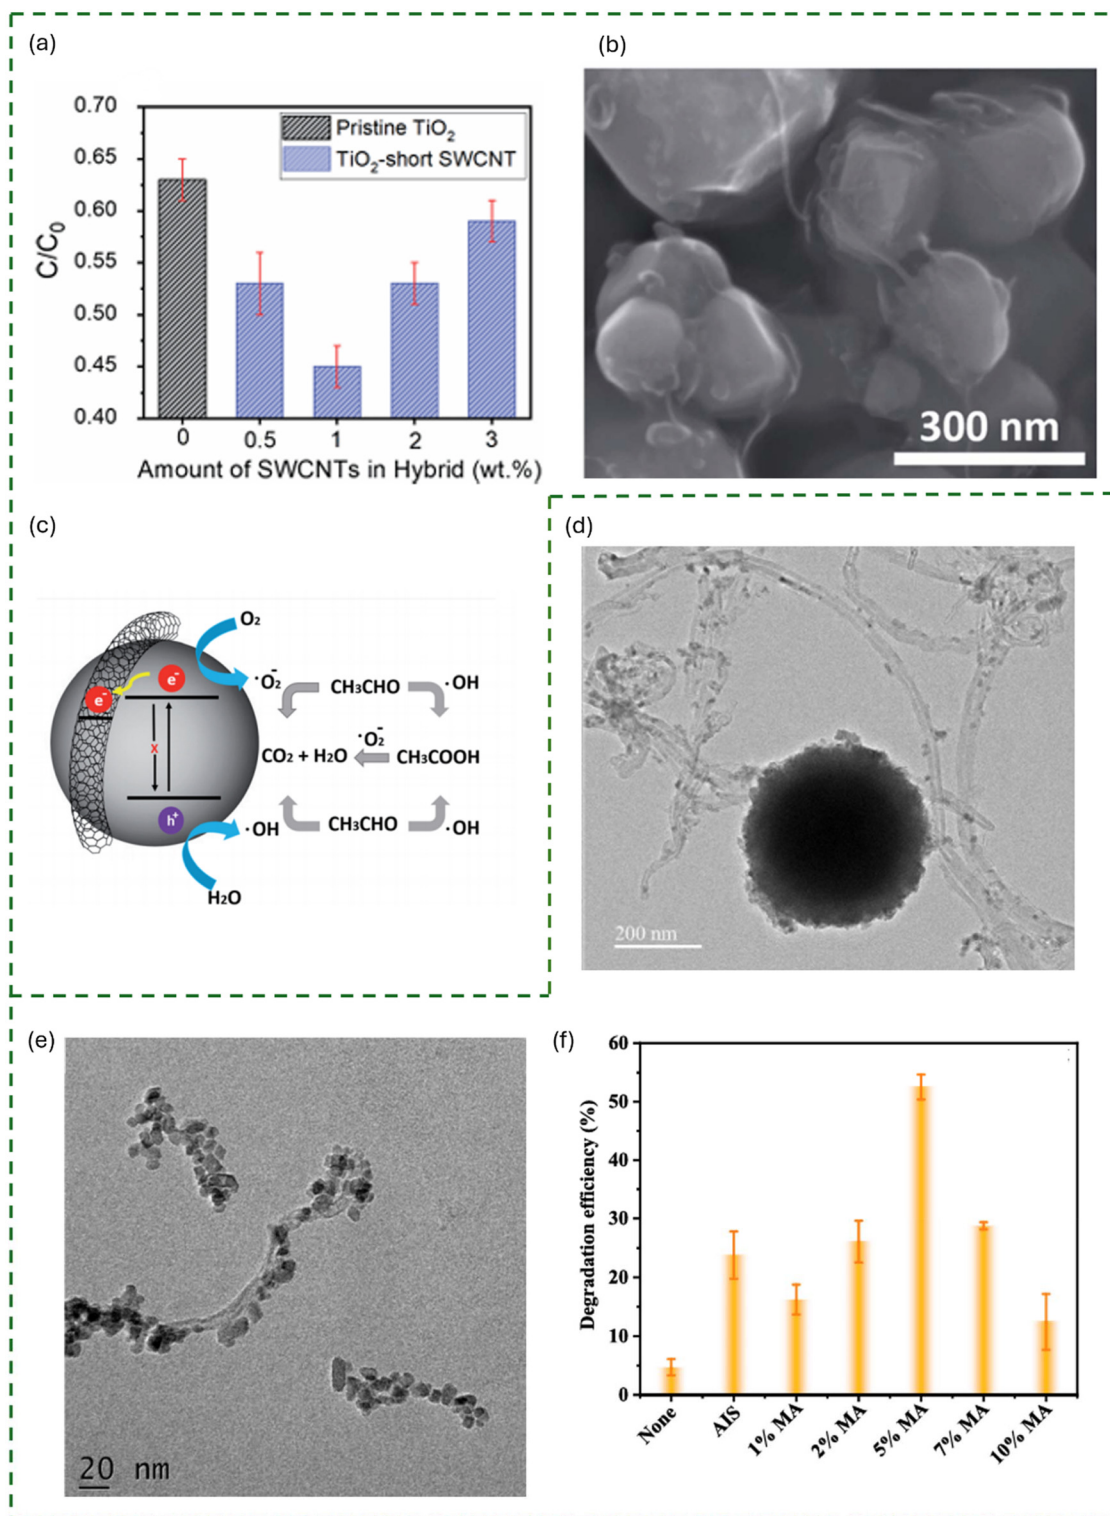 (a)
0.70
0.65
0.60
0.55
0.50
0.45
0.40
C/C₀
Pristine TiO₂
TiO₂-short SWCNT
0 0.5 1 2 3
Amount of SWCNTs in Hybrid (wt.%)
(b)
300 nm
(c)
O₂
·O₂⁻
e⁻
e⁻
x
h⁺
·OH
H₂O
CH₃CHO
·OH
·O₂⁻
CO₂ + H₂O
CH₃COOH
CH₃CHO
·OH
(d)
200 nm
(e)
20 nm
(f)
60
50
40
30
20
10
0
Degradation efficiency (%)
None
AIS
1% MA
2% MA
5% MA
7% MA
10% MA